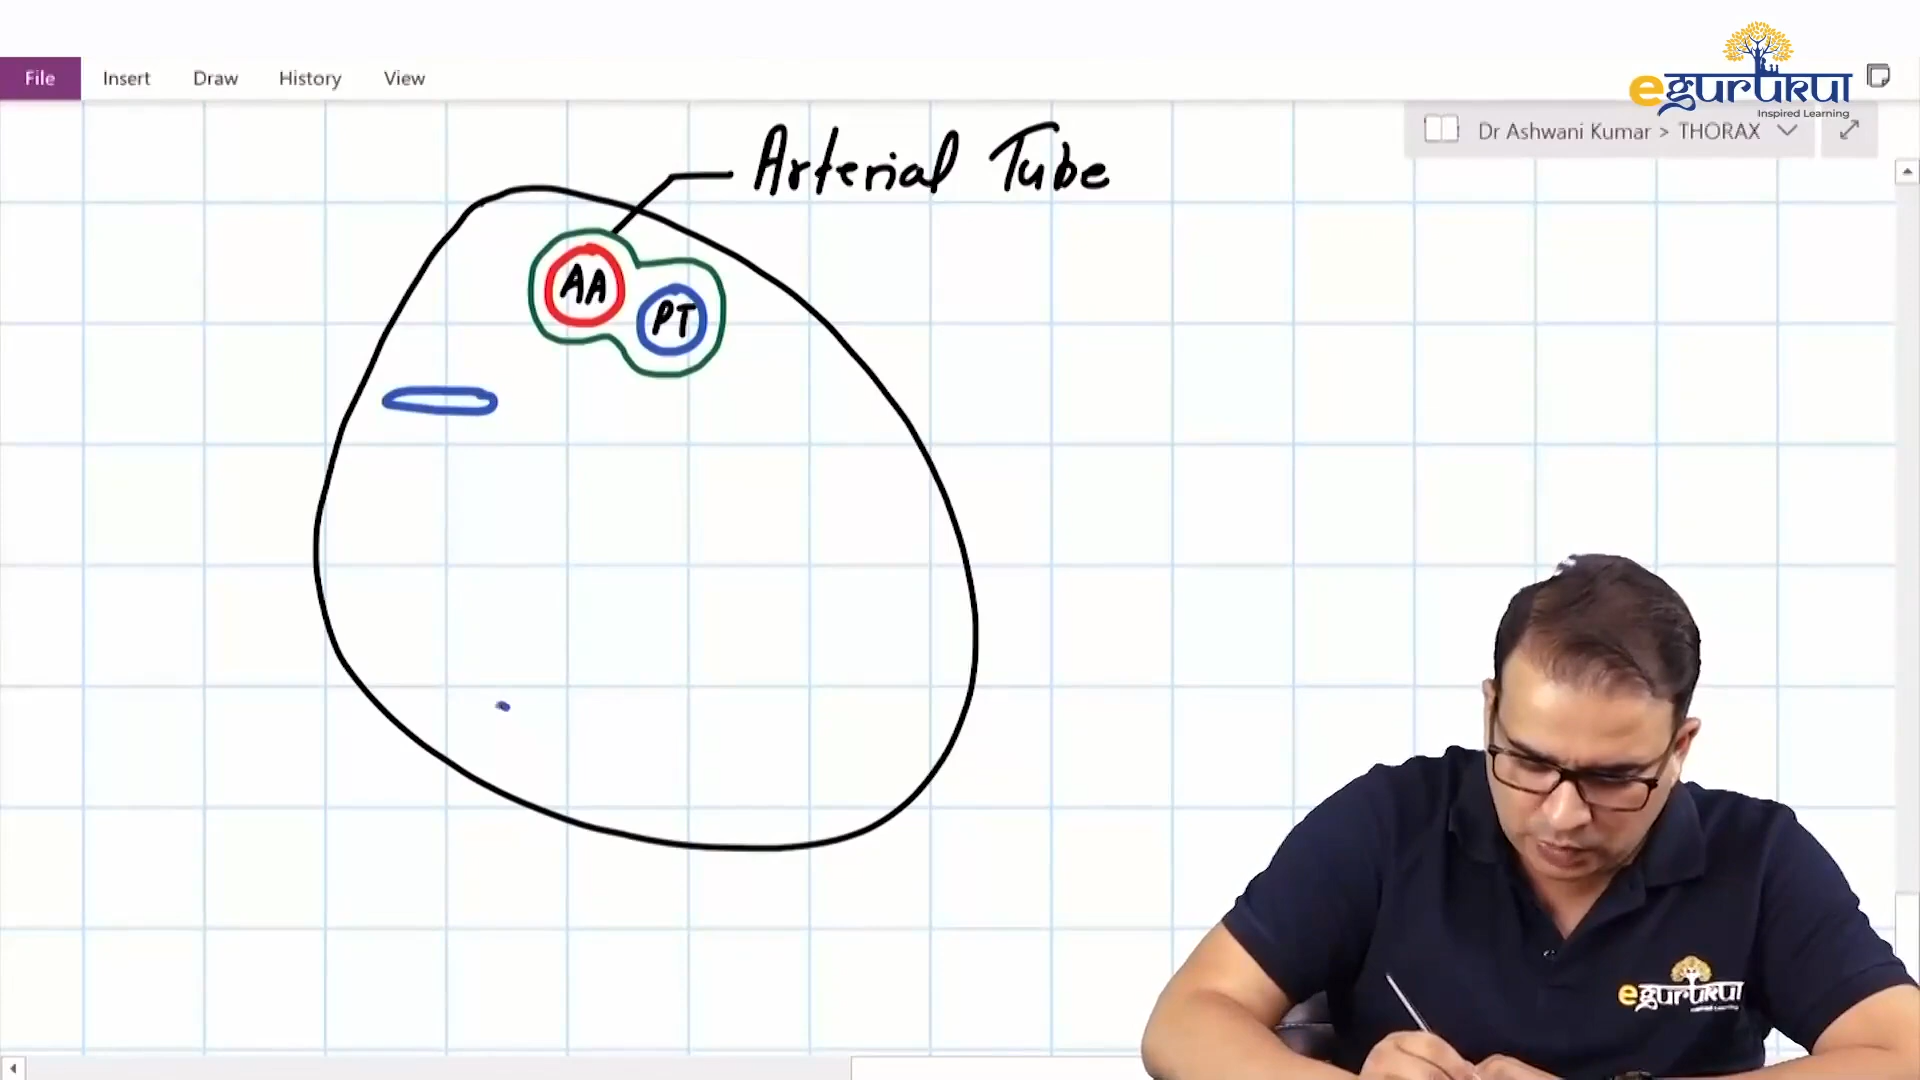 egurukul
Inspired Learning
File Insert Draw History View
Dr Ashwani Kumar > THORAX
Arterial Tube
AA
PT
egurukul